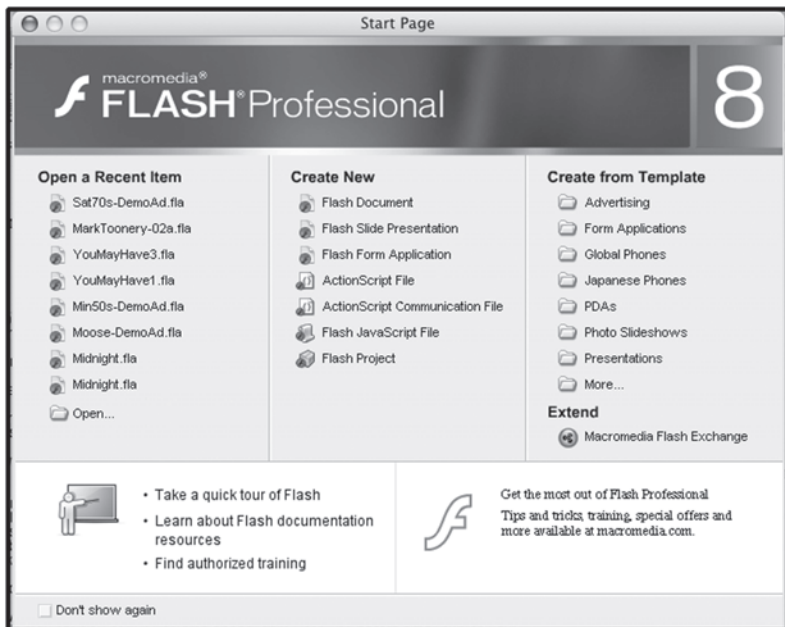 Start Page
macromedia®
FLASH® Professional
8
Open a Recent Item
Sat70s-DemoAd.fla
MarkToonery-02a.fla
YouMayHave3.fla
YouMayHave1.fla
Min50s-DemoAd.fla
Moose-DemoAd.fla
Midnight.fla
Midnight.fla
Open...
Create New
Flash Document
Flash Slide Presentation
Flash Form Application
ActionScript File
ActionScript Communication File
Flash JavaScript File
Flash Project
Create from Template
Advertising
Form Applications
Global Phones
Japanese Phones
PDAs
Photo Slideshows
Presentations
More...
Extend
Macromedia Flash Exchange
• Take a quick tour of Flash
• Learn about Flash documentation
resources
• Find authorized training
Get the most out of Flash Professional
Tips and tricks, training, special offers and
more available at macromedia.com.
Don't show again